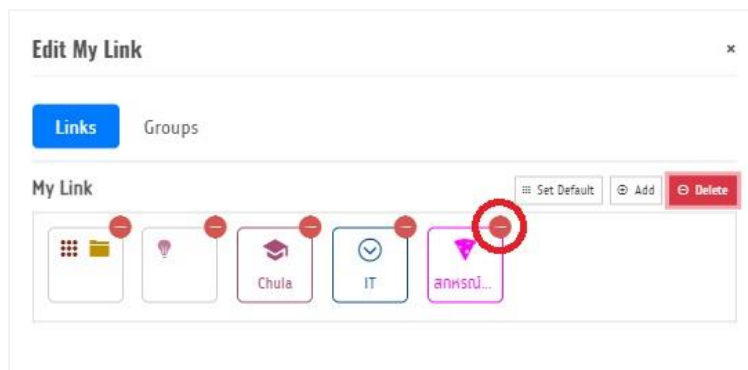 Edit My Link
×
Links
Groups
My Link
Set Default
Add
Delete
Chula
IT
สหกรณ์...